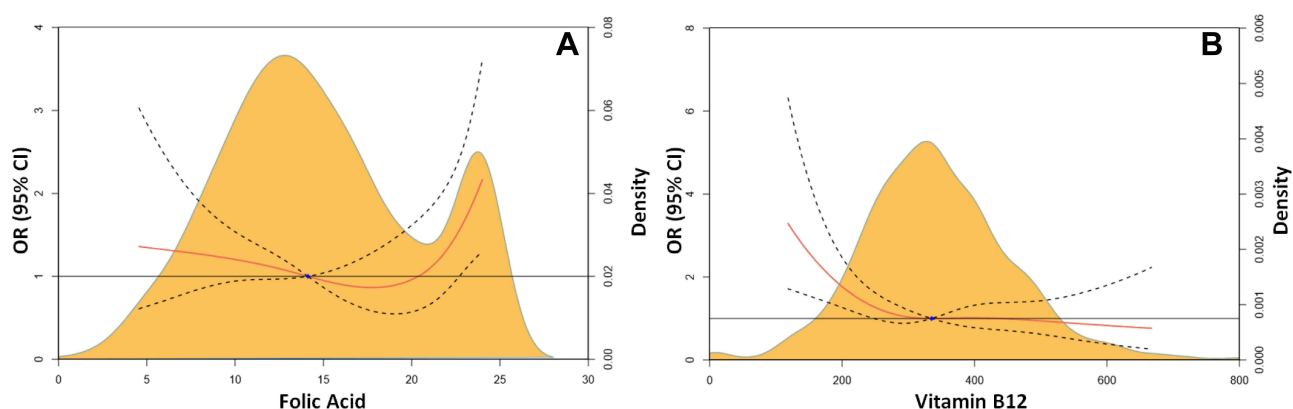 A
OR (95% CI)
4
3
2
1
0
0.08
0.06
0.04
0.02
0.00
Density
0 5 10 15 20 25 30
Folic Acid
B
OR (95% CI)
8
6
4
2
0
0.006
0.005
0.004
0.003
0.002
0.001
0.000
Density
0 200 400 600 800
Vitamin B12